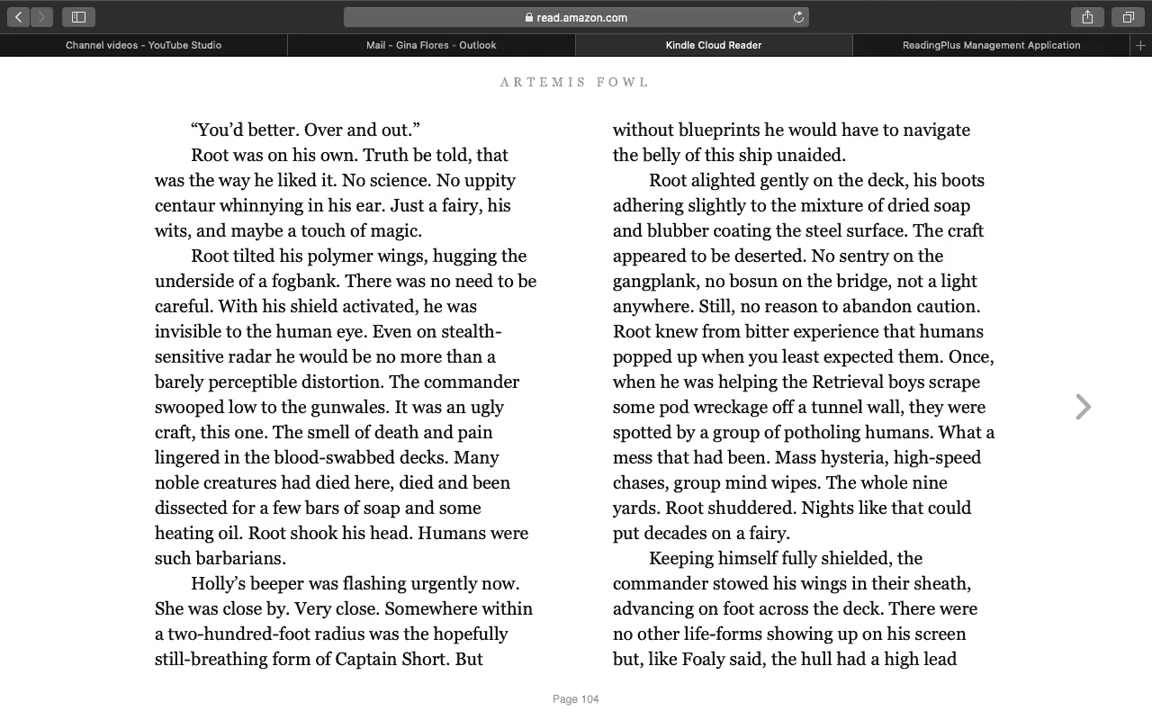 read.amazon.com
Channel videos - YouTube Studio
Mail - Gina Flores - Outlook
Kindle Cloud Reader
ReadingPlus Management Application
ARTEMIS FOWL
“You’d better. Over and out.”
Root was on his own. Truth be told, that
was the way he liked it. No science. No uppity
centaur whinnying in his ear. Just a fairy, his
wits, and maybe a touch of magic.
Root tilted his polymer wings, hugging the
underside of a fogbank. There was no need to be
careful. With his shield activated, he was
invisible to the human eye. Even on stealth-
sensitive radar he would be no more than a
barely perceptible distortion. The commander
swooped low to the gunwales. It was an ugly
craft, this one. The smell of death and pain
lingered in the blood-swabbed decks. Many
noble creatures had died here, died and been
dissected for a few bars of soap and some
heating oil. Root shook his head. Humans were
such barbarians.
Holly’s beeper was flashing urgently now.
She was close by. Very close. Somewhere within
a two-hundred-foot radius was the hopefully
still-breathing form of Captain Short. But
without blueprints he would have to navigate
the belly of this ship unaided.
Root alighted gently on the deck, his boots
adhering slightly to the mixture of dried soap
and blubber coating the steel surface. The craft
appeared to be deserted. No sentry on the
gangplank, no bosun on the bridge, not a light
anywhere. Still, no reason to abandon caution.
Root knew from bitter experience that humans
popped up when you least expected them. Once,
when he was helping the Retrieval boys scrape
some pod wreckage off a tunnel wall, they were
spotted by a group of potholing humans. What a
mess that had been. Mass hysteria, high-speed
chases, group mind wipes. The whole nine
yards. Root shuddered. Nights like that could
put decades on a fairy.
Keeping himself fully shielded, the
commander stowed his wings in their sheath,
advancing on foot across the deck. There were
no other life-forms showing up on his screen
but, like Foaly said, the hull had a high lead
Page 104